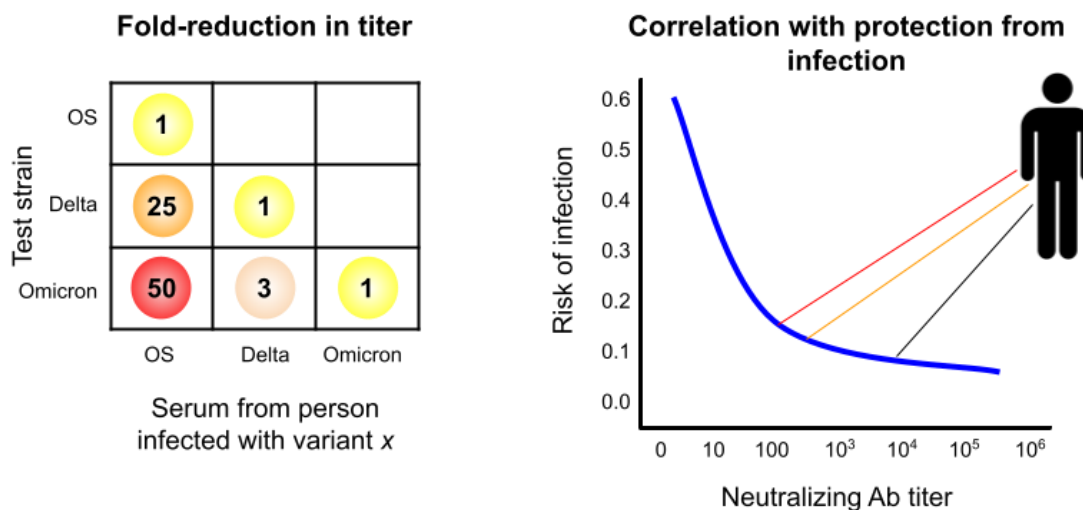 Fold-reduction in titer
Test strain
OS
1
Delta
25
1
Omicron
50
3
1
OS
Delta
Omicron
Serum from person
infected with variant x
Correlation with protection from
infection
Risk of infection
0.6
0.5
0.4
0.3
0.2
0.1
0.0
0
10
100
10³
10⁴
10⁵
10⁶
Neutralizing Ab titer